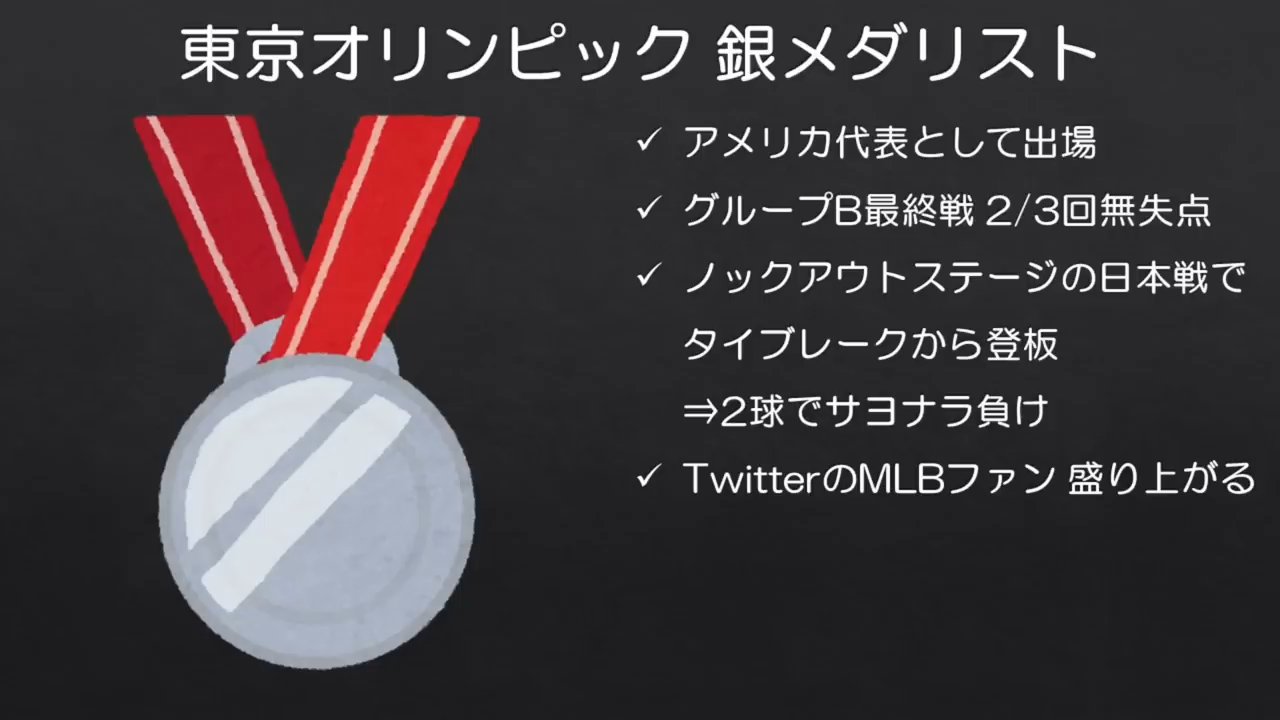 東京オリンピック 銀メダリスト
✓ アメリカ代表として出場
✓ グループB最終戦 2/3回無失点
✓ ノックアウトステージの日本戦で
タイブレークから登板
⇒2球でサヨナラ負け
✓ TwitterのMLBファン 盛り上がる